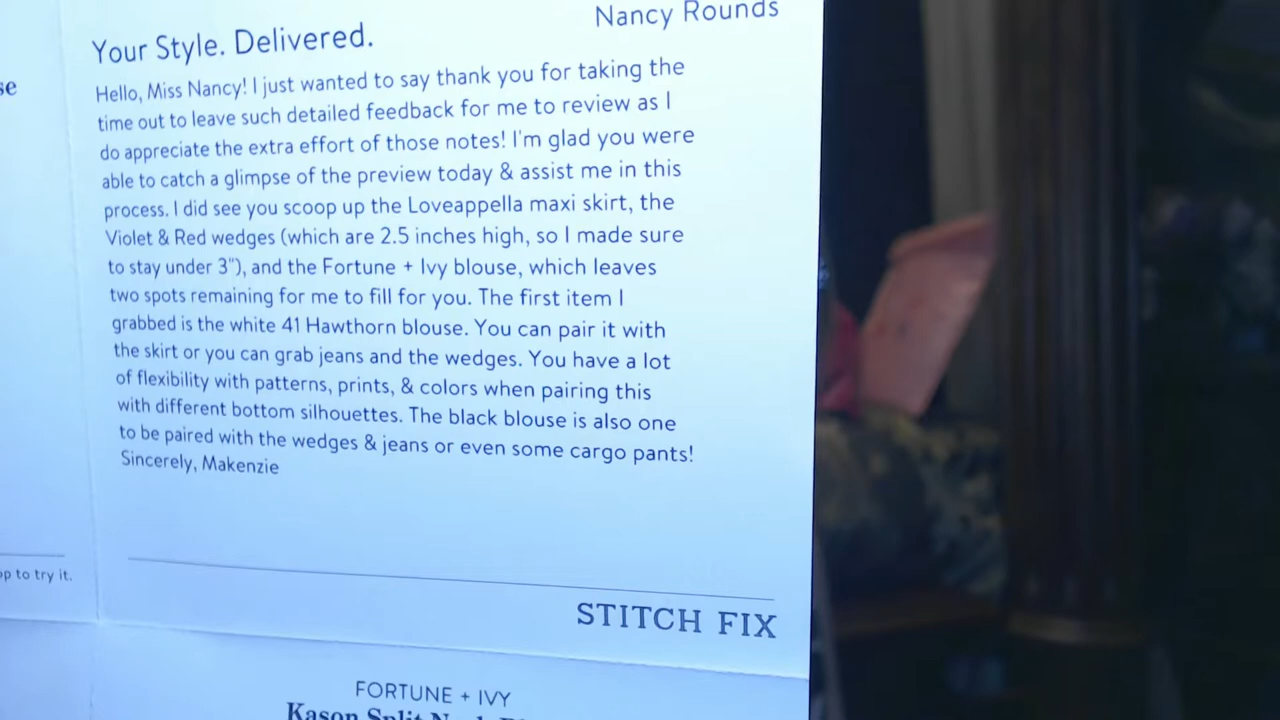 Nancy Rounds
Your Style. Delivered.
Hello, Miss Nancy! I just wanted to say thank you for taking the
time out to leave such detailed feedback for me to review as I
do appreciate the extra effort of those notes! I'm glad you were
able to catch a glimpse of the preview today & assist me in this
process. I did see you scoop up the Loveappella maxi skirt, the
Violet & Red wedges (which are 2.5 inches high, so I made sure
to stay under 3"), and the Fortune + Ivy blouse, which leaves
two spots remaining for me to fill for you. The first item I
grabbed is the white 41 Hawthorn blouse. You can pair it with
the skirt or you can grab jeans and the wedges. You have a lot
of flexibility with patterns, prints, & colors when pairing this
with different bottom silhouettes. The black blouse is also one
to be paired with the wedges & jeans or even some cargo pants!
Sincerely, Makenzie
to try it.
STITCH FIX
FORTUNE + IVY
Kason Split Neck